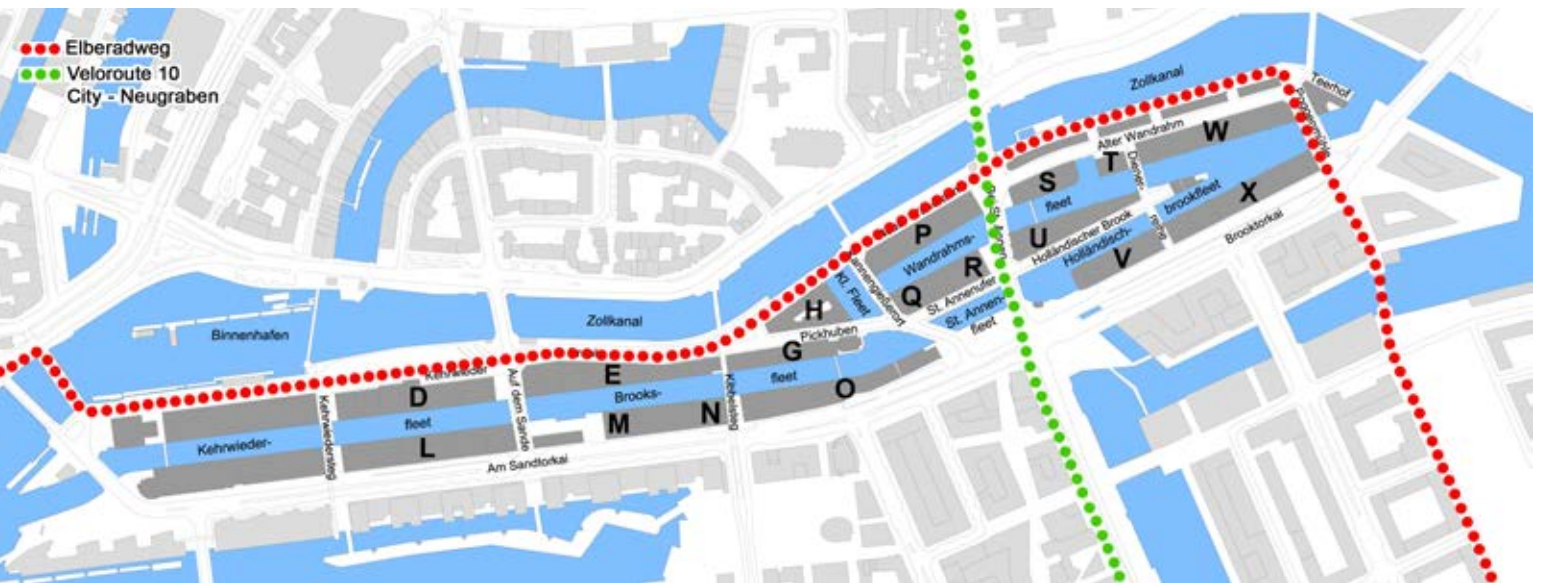 Elberadweg
Veloroute 10
City - Neugraben
Zollkanal
Teerhof
Alter Wandrahm
W
T
Diener-
reihe
S
fleet
brookfleet
X
P
Wandrahms-
U
Holländischer Brook
Holländisch-
Brooktorkai
V
R
Q
St. Annenufer
St. Annen-
fleet
Kl. Fleet
H
Pickhuben
Binnenhafen
Zollkanal
G
fleet
E
Brooks-
Kehrwieder
D
fleet
Kehrwieder-
Kehrwiedersteg
Auf dem Sande
L
M
N
O
Kibbelsteg
Am Sandtorkai